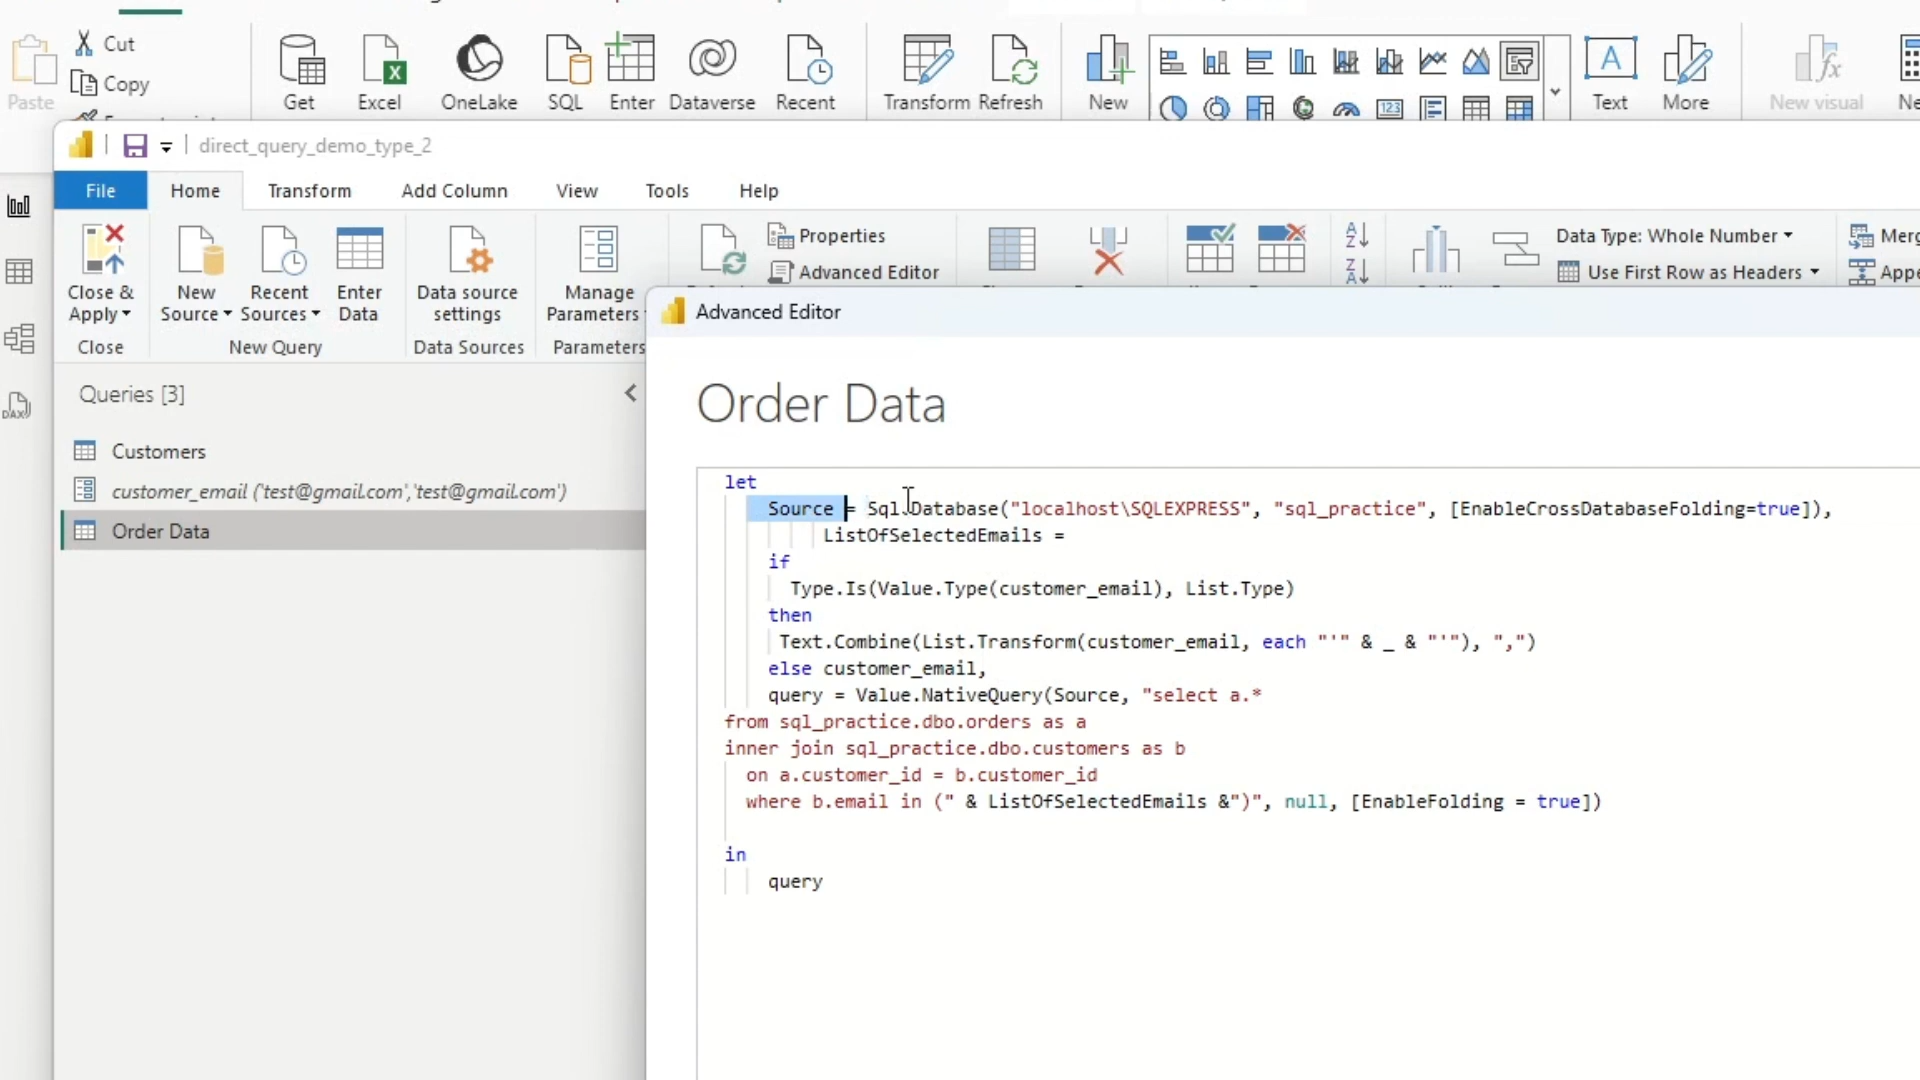 Cut
Copy
Paste
Get
Excel
OneLake
SQL
Enter
Dataverse
Recent
Transform
Refresh
New
123
A
Text
More
New visual
direct_query_demo_type_2
File
Home
Transform
Add Column
View
Tools
Help
Properties
Advanced Editor
Data Type: Whole Number
Use First Row as Headers
Close &
Apply
New
Source
Recent
Sources
Enter
Data
Data source
settings
Manage
Parameters
Close
New Query
Data Sources
Parameters
DAX
Advanced Editor
Queries [3]
Customers
customer_email ('test@gmail.com','test@gmail.com')
Order Data
Order Data
let
Source = Sql.Database("localhost\SQLEXPRESS", "sql_practice", [EnableCrossDatabaseFolding=true]),
ListOfSelectedEmails =
if
Type.Is(Value.Type(customer_email), List.Type)
then
Text.Combine(List.Transform(customer_email, each "'" & _ & "'"), ",")
else customer_email,
query = Value.NativeQuery(Source, "select a.*
from sql_practice.dbo.orders as a
inner join sql_practice.dbo.customers as b
on a.customer_id = b.customer_id
where b.email in (" & ListOfSelectedEmails &")", null, [EnableFolding = true])
in
query